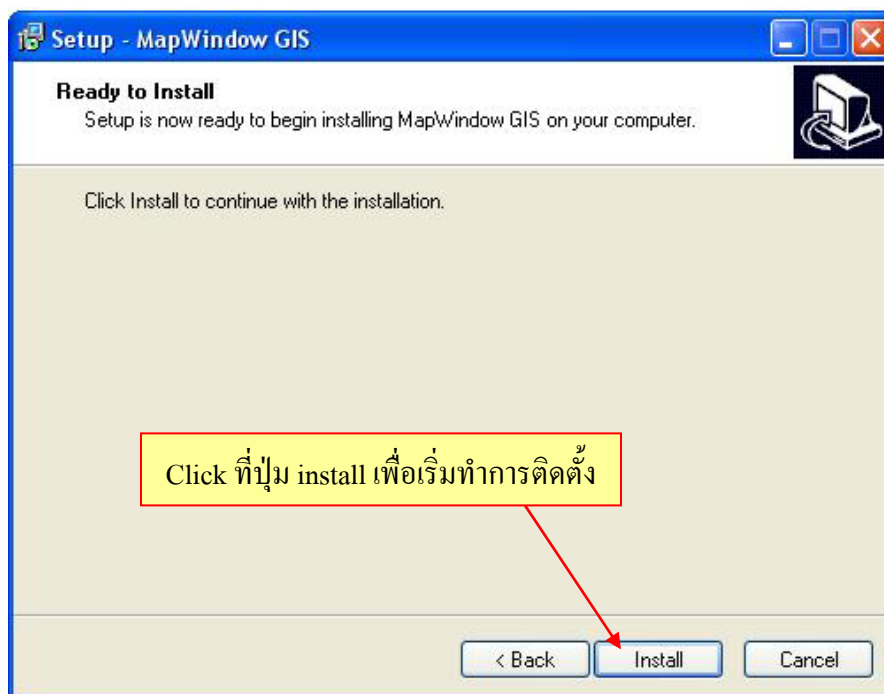 Setup - MapWindow GIS
Ready to Install
Setup is now ready to begin installing MapWindow GIS on your computer.
Click Install to continue with the installation.
Click ที่ปุ่ม install เพื่อเริ่มทำการติดตั้ง
< Back
Install
Cancel